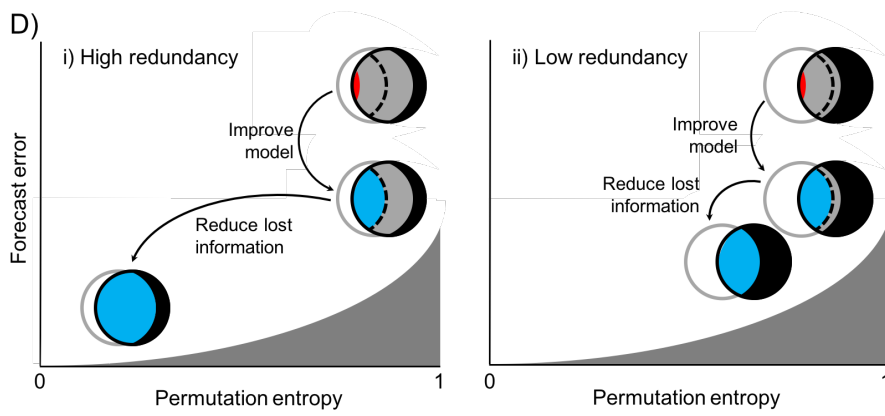 D)
i) High redundancy
Improve
model
Reduce lost
information
Forecast error
0
1
Permutation entropy
ii) Low redundancy
Improve
model
Reduce lost
information
0
1
Permutation entropy